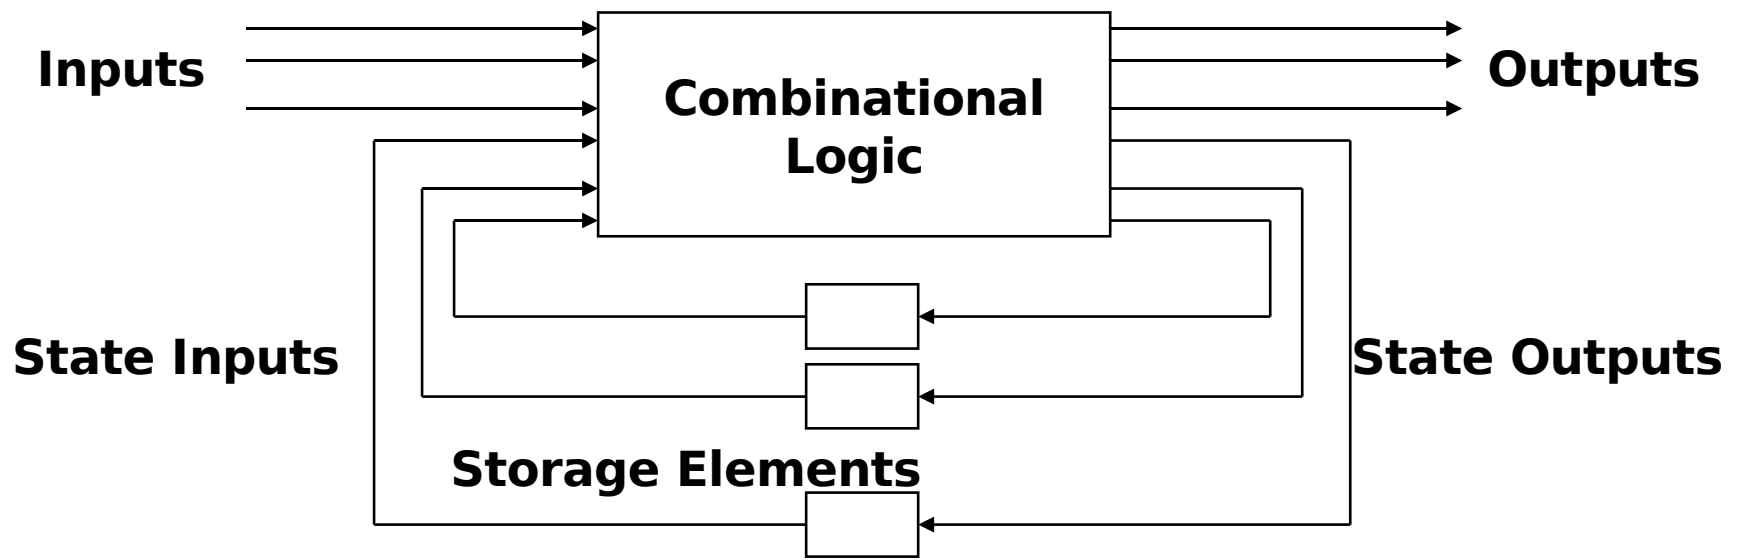 Inputs
Outputs
Combinational
Logic
State Inputs
State Outputs
Storage Elements